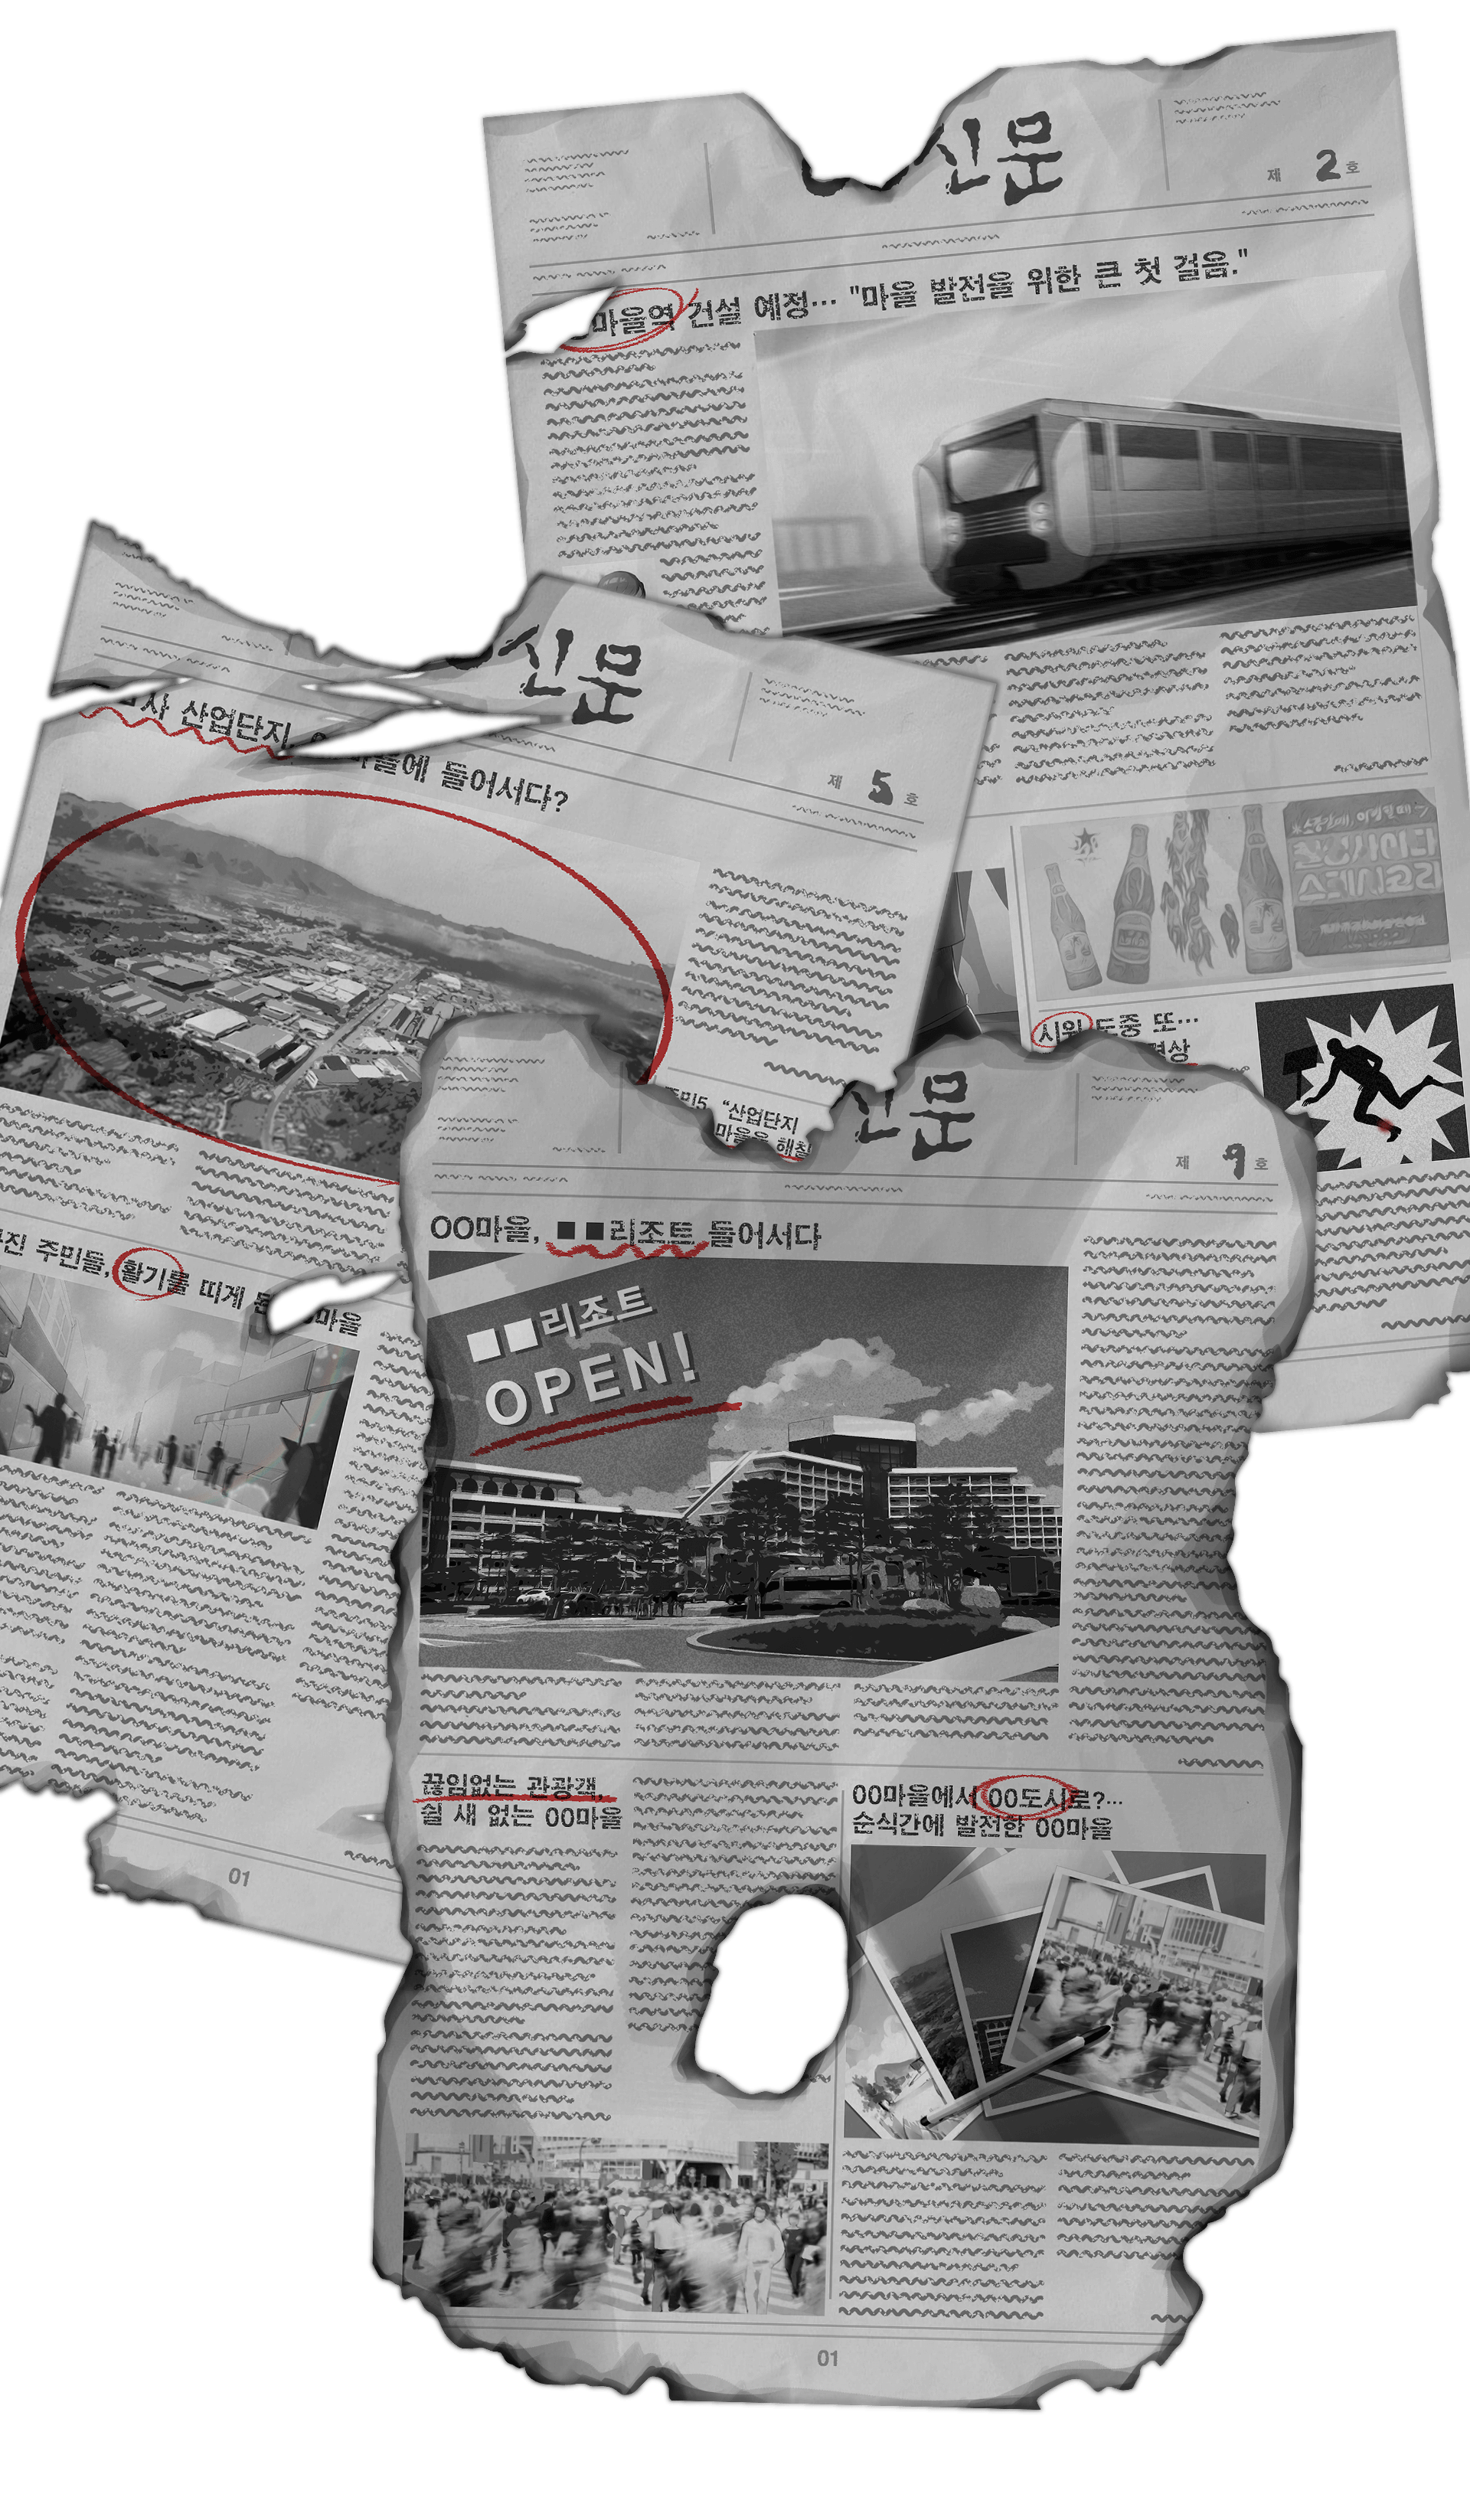 신문
제 2 호
마을역 건설 예정… "마을 발전을 위한 큰 첫 걸음."
시위 도중 또…
신문
제 5 호
사 산업단지,
마을에 들어서다?
"산업단지
마을을 해칠
주민들, 활기를 띠게 마을
신문
제 9 호
OO마을, ■■리조트 들어서다
■■리조트
OPEN!
끊임없는 관광객,
쉴 새 없는 OO마을
OO마을에서 OO도시로?…
순식간에 발전한 OO마을
01
01